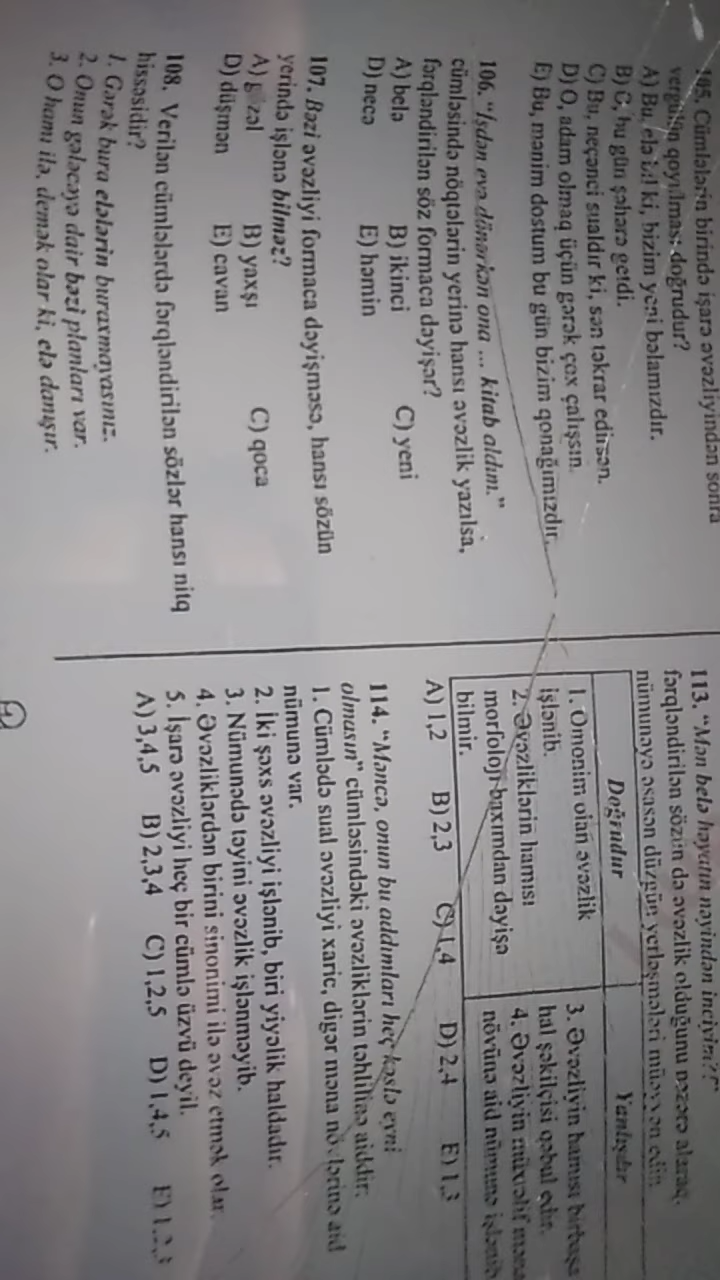 105. Cümlələrin birində işarə əvəzliyindən sonra
vergülün qoyulması doğrudur?
A) Bu, elə bil ki, bizim yeni bəlamızdır.
B) O, bu gün şəhərə getdi.
C) Bu, neçənci sualdır ki, sən təkrar edirsən.
D) O, adam olmaq üçün gərək çox çalışsın.
E) Bu, mənim dostum bu gün bizim qonağımızdır.
106. “İşdən evə dönərkən ona ... kitab aldım.”
cümləsində nöqtələrin yerinə hansı əvəzlik yazılsa,
fərqləndirilən söz formaca dəyişər?
A) belə B) ikinci C) yeni
D) necə E) həmin
107. Bəzi əvəzliyi formaca dəyişməsə, hansı sözün
yerində işlənə bilməz?
A) gözəl B) yaxşı C) qoca
D) düşmən E) cavan
108. Verilən cümlələrdə fərqləndirilən sözlər hansı nitq
hissəsidir?
1. Gərək bura elələrin buraxmayasınız.
2. Onun gələcəyə dair bəzi planları var.
3. O hamı ilə, demək olar ki, elə danışır.
113. “Mən belə həyatın nəyindən inciyim?!”
fərqləndirilən sözün də əvəzlik olduğunu nəzərə alaraq,
nümunəyə əsasən düzgün yerləşmələri müəyyən edin
Doğrudur Yanlışdır
1. Omonim olan əvəzlik
işlənib.
2. Əvəzliklərin hamısı
morfoloji baxımdan dəyişə
bilmir.
3. Əvəzliyin hamısı birbaşa
hal şəkilçisi qəbul edir.
4. Əvəzliyin müxtəlif məna
növünə aid nümunə işlənib
A) 1,2 B) 2,3 C) 1,4 D) 2,4 E) 1,3
114. “Məncə, onun bu addımları heç kəslə eyni
olmasın” cümləsindəki əvəzliklərin təhlilinə aiddir:
1. Cümlədə sual əvəzliyi xaric, digər məna növlərinə aid
nümunə var.
2. İki şəxs əvəzliyi işlənib, biri yiyəlik haldadır.
3. Nümunədə təyini əvəzlik işlənməyib.
4. Əvəzliklərdən birini sinonimi ilə əvəz etmək olar.
5. İşarə əvəzliyi heç bir cümlə üzvü deyil.
A) 3,4,5 B) 2,3,4 C) 1,2,5 D) 1,4,5 E) 1,2,3